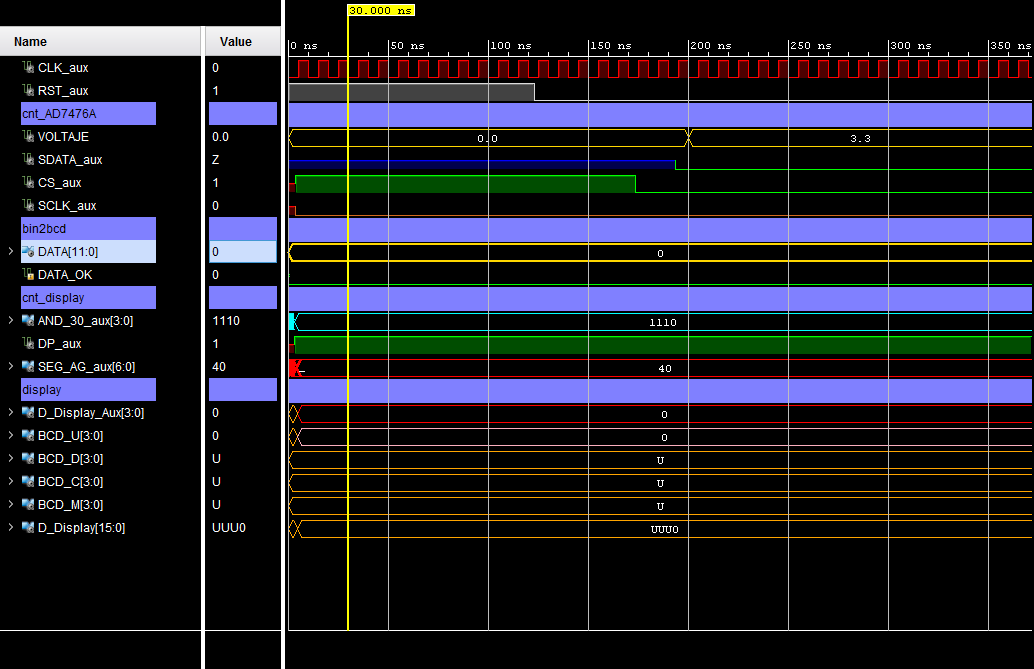 30.000 ns
Name Value
0 ns 50 ns 100 ns 150 ns 200 ns 250 ns 300 ns 350 ns
CLK_aux 0
RST_aux 1
cnt_AD7476A
VOLTAJE 0.0 0.0 3.3
SDATA_aux Z
CS_aux 1
SCLK_aux 0
bin2bcd
DATA[11:0] 0 0
DATA_OK 0
cnt_display
AND_30_aux[3:0] 1110 1110
DP_aux 1
SEG_AG_aux[6:0] 40 40
display
D_Display_Aux[3:0] 0 0
BCD_U[3:0] 0 0
BCD_D[3:0] U U
BCD_C[3:0] U U
BCD_M[3:0] U U
D_Display[15:0] UUU0 UUU0